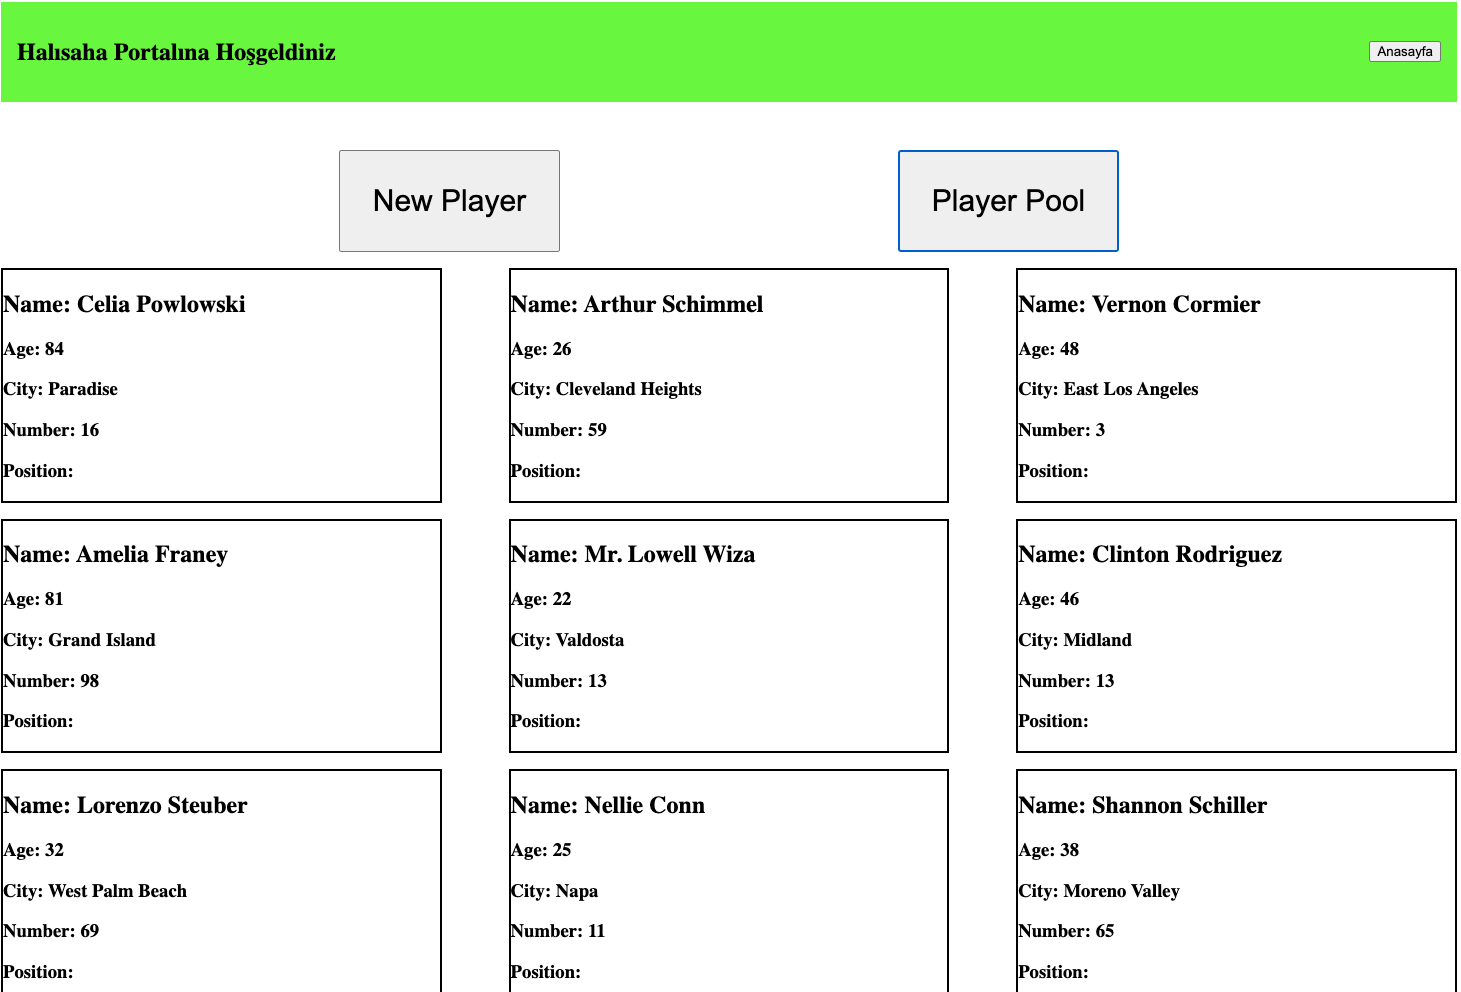 Halısaha Portalına Hoşgeldiniz
Anasayfa
New Player
Player Pool
Name: Celia Powlowski
Age: 84
City: Paradise
Number: 16
Position:
Name: Arthur Schimmel
Age: 26
City: Cleveland Heights
Number: 59
Position:
Name: Vernon Cormier
Age: 48
City: East Los Angeles
Number: 3
Position:
Name: Amelia Franey
Age: 81
City: Grand Island
Number: 98
Position:
Name: Mr. Lowell Wiza
Age: 22
City: Valdosta
Number: 13
Position:
Name: Clinton Rodriguez
Age: 46
City: Midland
Number: 13
Position:
Name: Lorenzo Steuber
Age: 32
City: West Palm Beach
Number: 69
Position:
Name: Nellie Conn
Age: 25
City: Napa
Number: 11
Position:
Name: Shannon Schiller
Age: 38
City: Moreno Valley
Number: 65
Position: